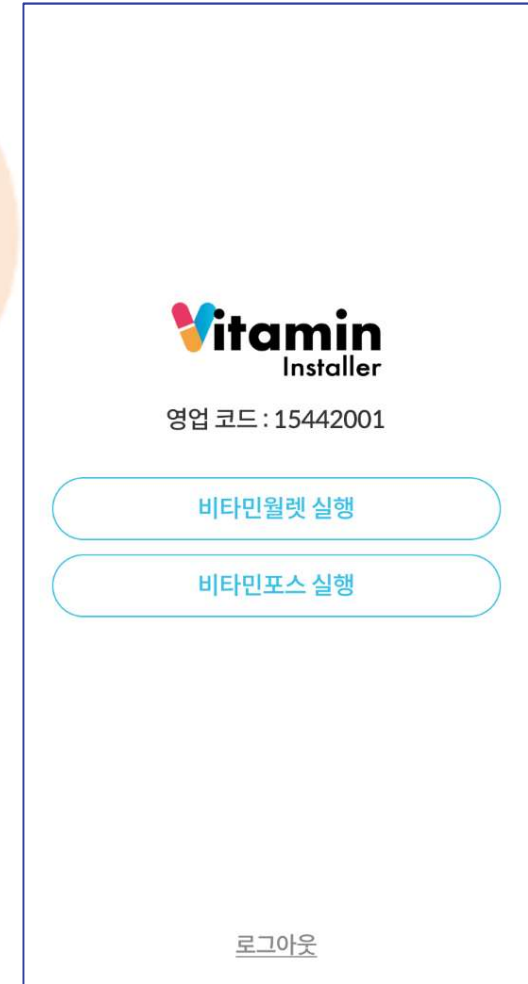 Vitamin
Installer
영업 코드 : 15442001
비타민월렛 실행
비타민포스 실행
로그아웃